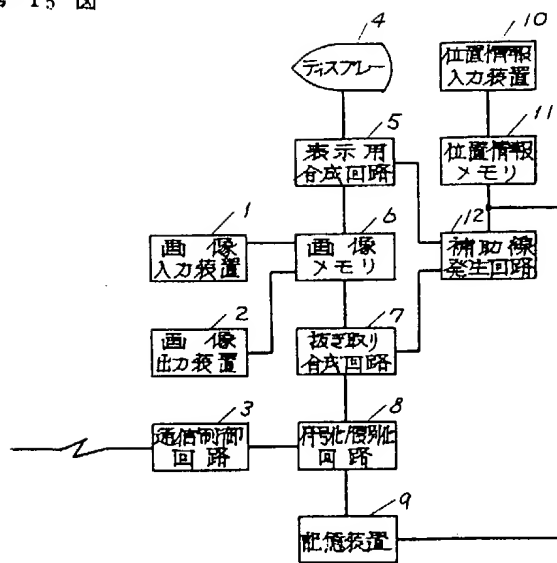 第 15 図
4
ディスプレー
10
位置情報
入力装置
5
表示用
合成回路
11
位置情報
メモリ
1
画像
入力装置
6
画像
メモリ
12
補助線
発生回路
2
画像
出力装置
7
抜き取り
合成回路
3
通信制御
回路
8
符号化/復号化
回路
9
記憶装置